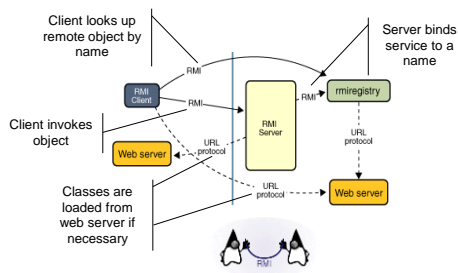 Client looks up
remote object by
name
Server binds
service to a
name
RMI
RMI
Client
RMI
RMI
rmiregistry
RMI
Server
Client invokes
object
URL
protocol
URL
protocol
Web server
Classes are
loaded from
web server if
necessary
URL
protocol
Web server
RMI